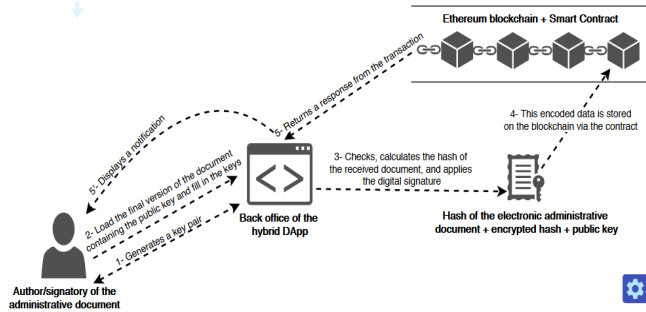 Ethereum blockchain + Smart Contract
5- Returns a response from the transaction
4- This encoded data is stored
on the blockchain via the contract
5'- Displays a notification
3- Checks, calculates the hash of
the received document, and applies
the digital signature
2- Load the final version of the document
containing the public key and fill in the keys
1- Generates a key pair
Back office of the
hybrid DApp
Hash of the electronic administrative
document + encrypted hash + public key
Author/signatory of the
administrative document